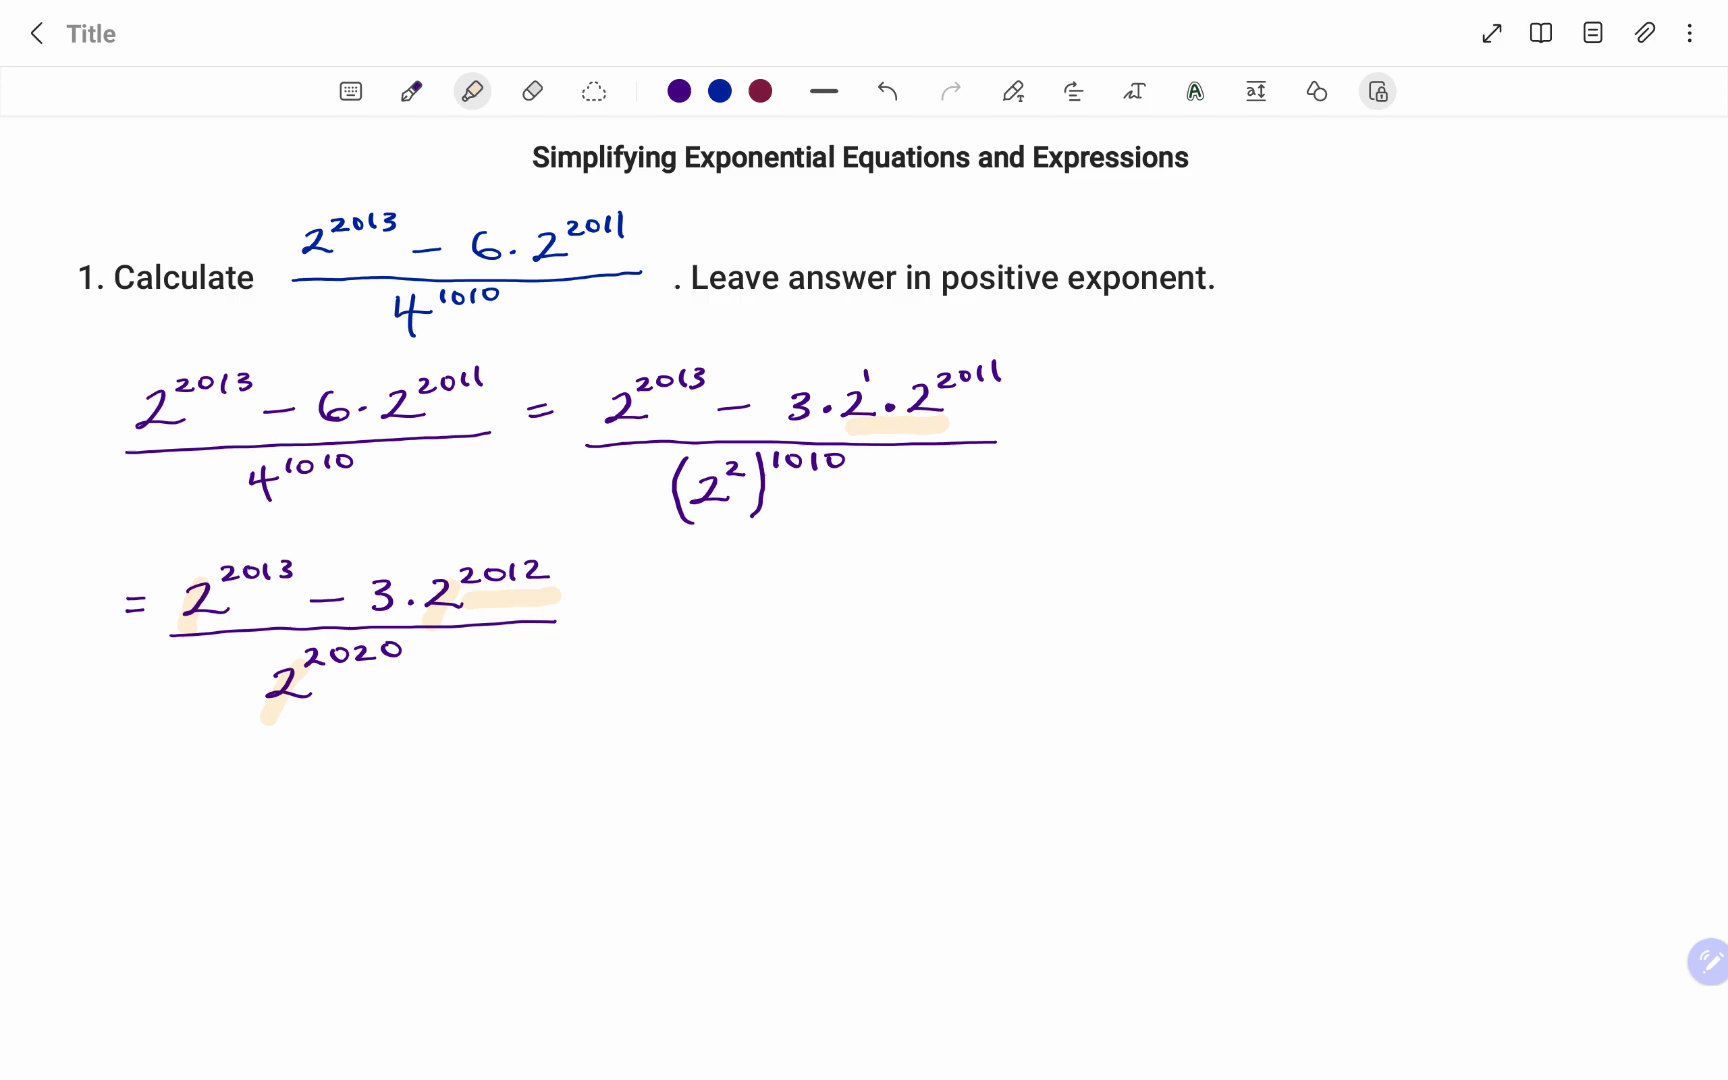 Title
Simplifying Exponential Equations and Expressions
1. Calculate (2^2013 − 6 · 2^2011) / 4^1010 . Leave answer in positive exponent.
(2^2013 − 6 · 2^2011) / 4^1010 = (2^2013 − 3 · 2^1 · 2^2011) / (2^2)^1010
= (2^2013 − 3 · 2^2012) / 2^2020